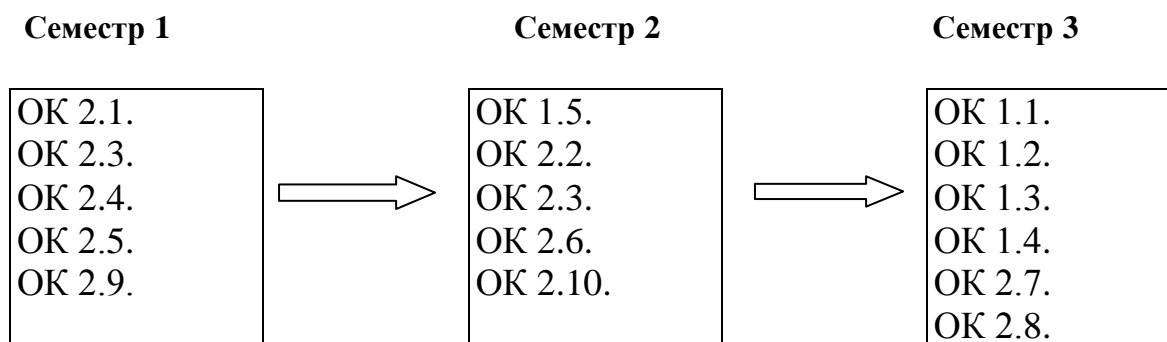 Семестр 1
Семестр 2
Семестр 3
ОК 2.1.
ОК 2.3.
ОК 2.4.
ОК 2.5.
ОК 2.9.
ОК 1.5.
ОК 2.2.
ОК 2.3.
ОК 2.6.
ОК 2.10.
ОК 1.1.
ОК 1.2.
ОК 1.3.
ОК 1.4.
ОК 2.7.
ОК 2.8.